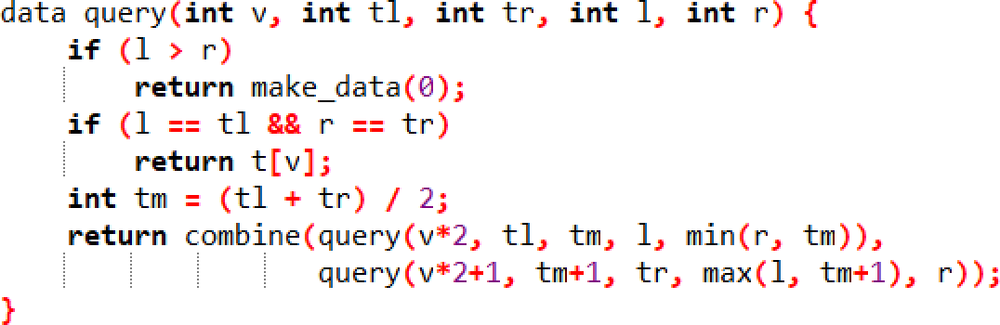 data query(int v, int tl, int tr, int l, int r) {
    if (l > r)
        return make_data(0);
    if (l == tl && r == tr)
        return t[v];
    int tm = (tl + tr) / 2;
    return combine(query(v*2, tl, tm, l, min(r, tm)),
                   query(v*2+1, tm+1, tr, max(l, tm+1), r));
}